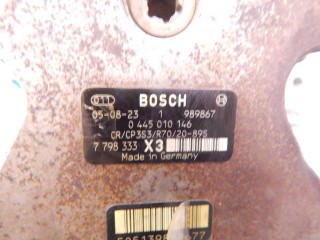 BOSCH
05-08-23 1 989867
0 445 010 146
CR/CP3S3/R70/20-89S
7 798 333 X3
Made in Germany